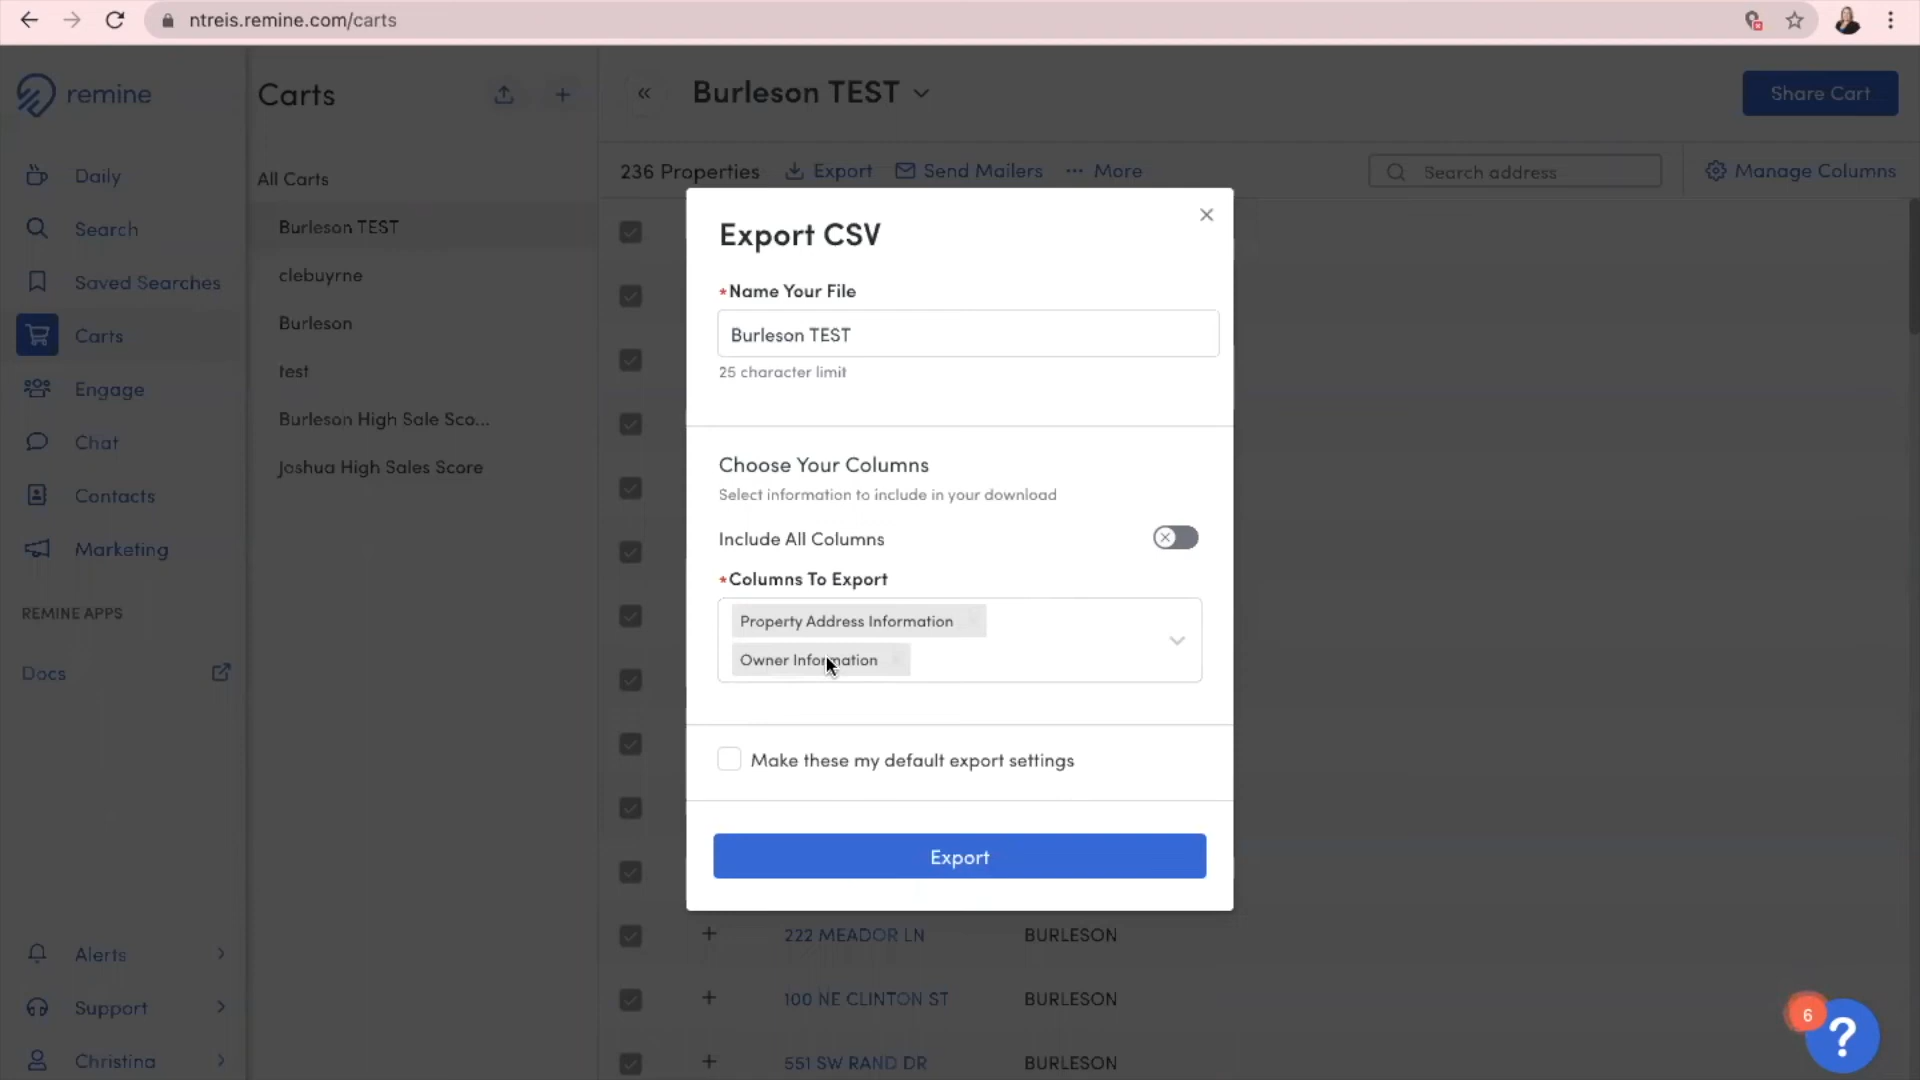 ntreis.remine.com/carts
remine
Daily
Search
Saved Searches
Carts
Engage
Chat
Contacts
Marketing
REMINE APPS
Docs
Alerts
Support
Christina
Carts
All Carts
Burleson TEST
clebuyrne
Burleson
test
Burleson High Sale Sco...
Joshua High Sales Score
Burleson TEST
Share Cart
236 Properties
Export
Send Mailers
More
Search address
Manage Columns
Export CSV
*Name Your File
Burleson TEST
25 character limit
Choose Your Columns
Select information to include in your download
Include All Columns
*Columns To Export
Property Address Information
Owner Information
Make these my default export settings
Export
222 MEADOR LN BURLESON
100 NE CLINTON ST BURLESON
551 SW RAND DR BURLESON
6
?